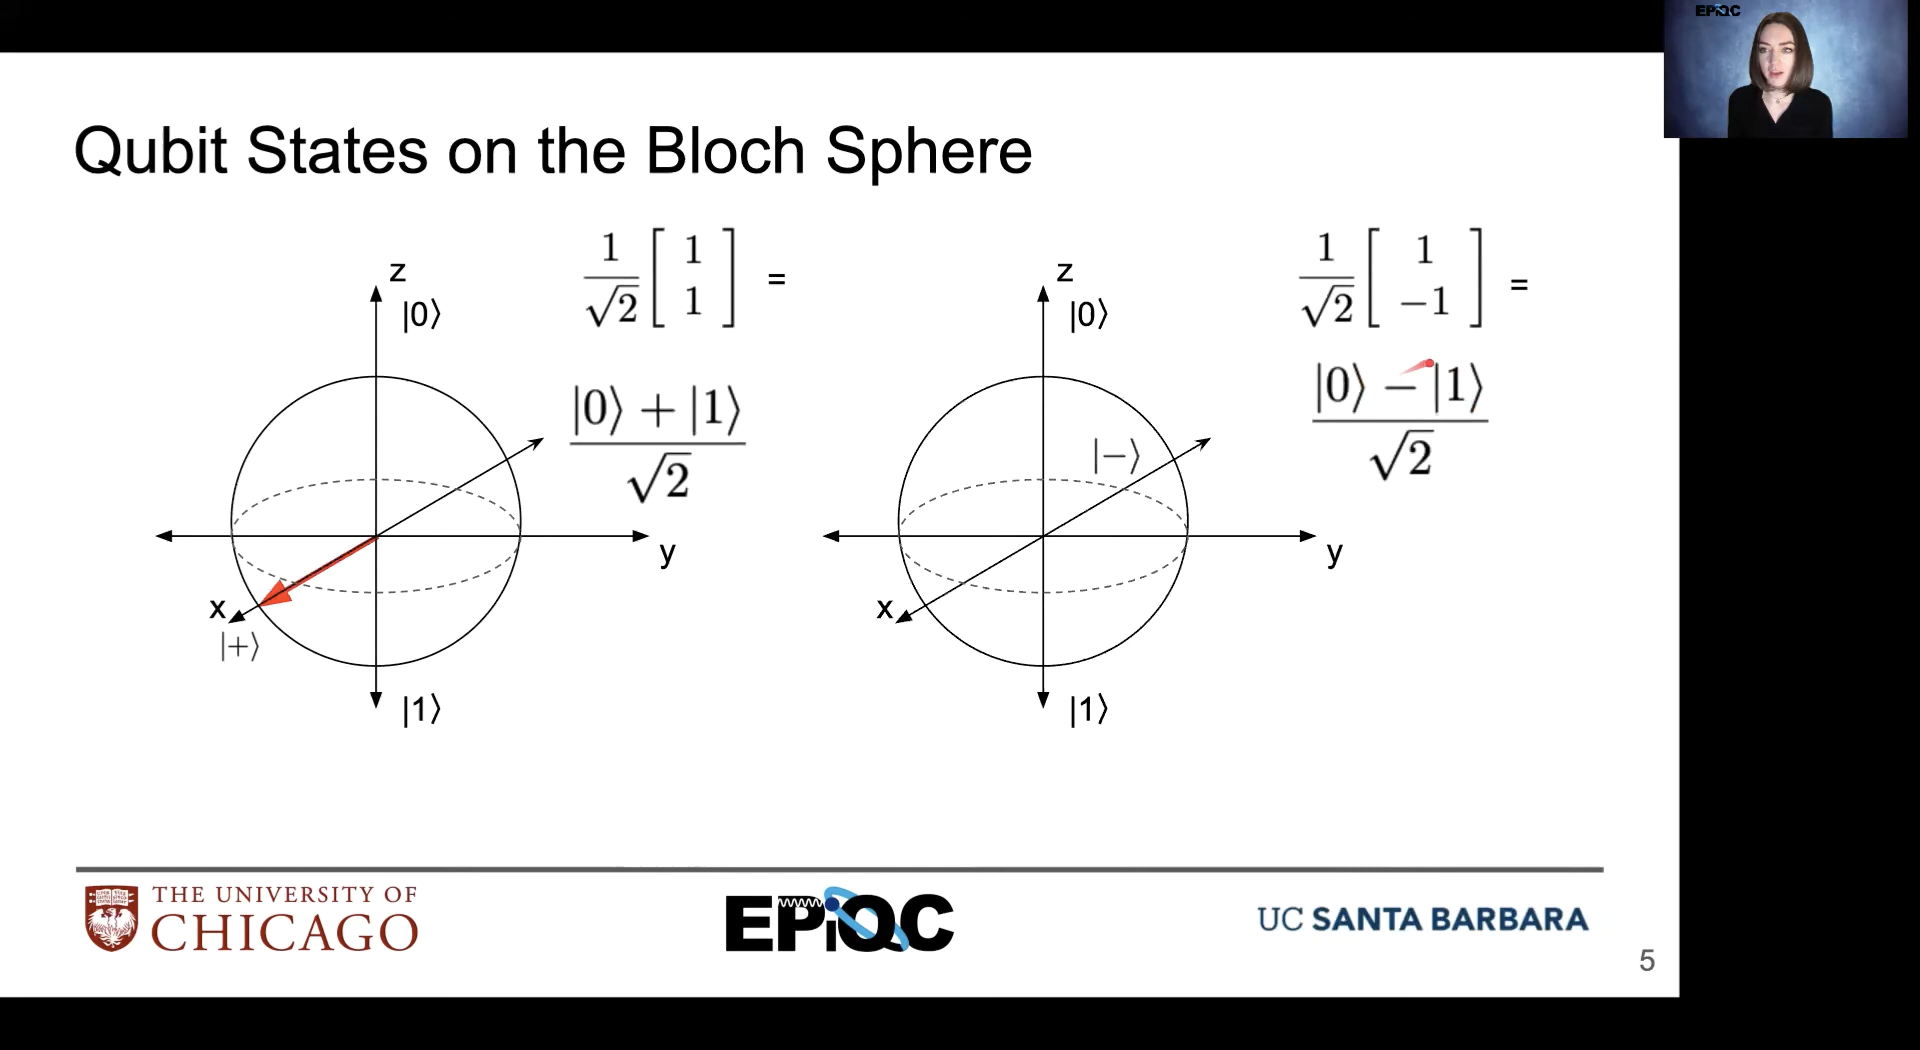 EPiQC
Qubit States on the Bloch Sphere
z
|0⟩
1/√2 [1 1] =
|0⟩ + |1⟩
√2
y
x
|+⟩
|1⟩
z
|0⟩
1/√2 [1 −1] =
|0⟩ − |1⟩
√2
|−⟩
y
x
|1⟩
THE UNIVERSITY OF
CHICAGO
EPiQC
UC SANTA BARBARA
5